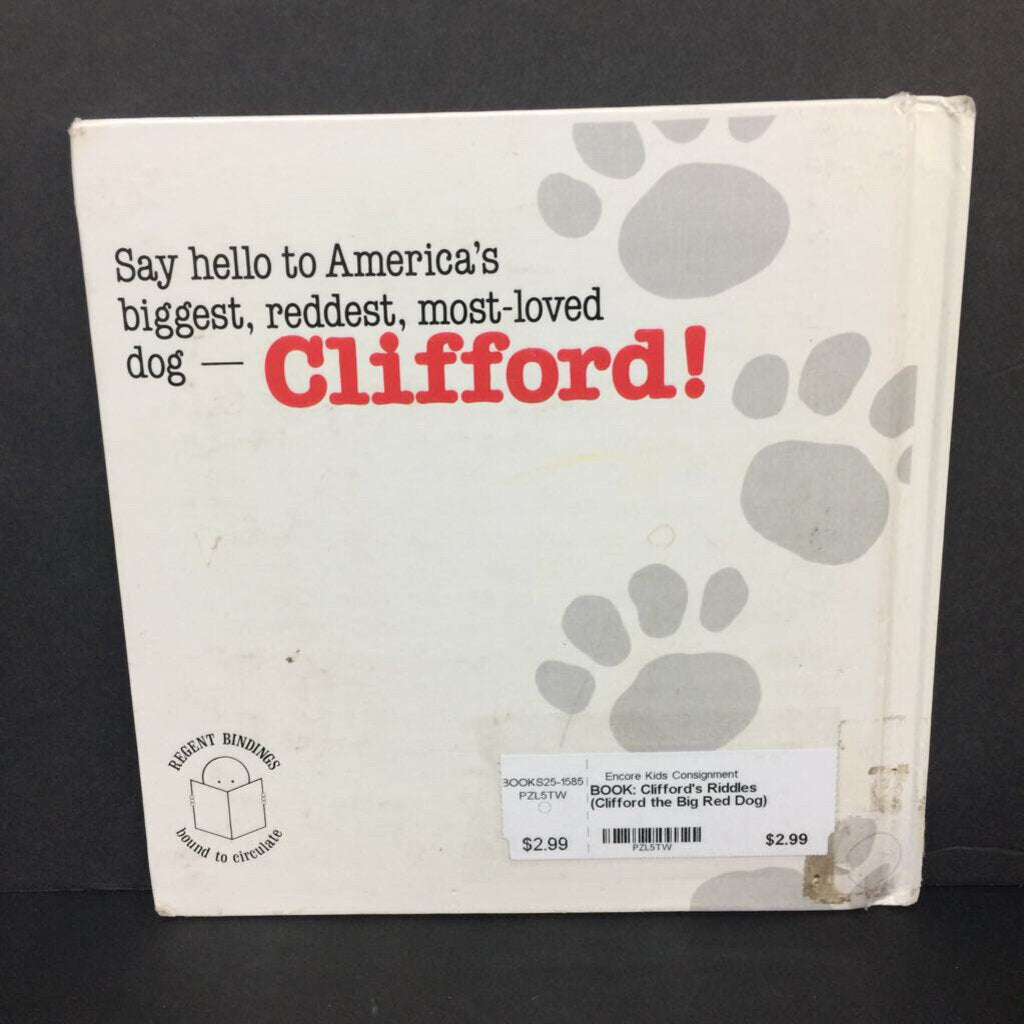 Say hello to America's
biggest, reddest, most-loved
dog — Clifford!
REGENT BINDINGS
bound to circulate
BOOKS25-1585
PZL5TW
$2.99
Encore Kids Consignment
BOOK: Clifford's Riddles
(Clifford the Big Red Dog)
PZL5TW
$2.99